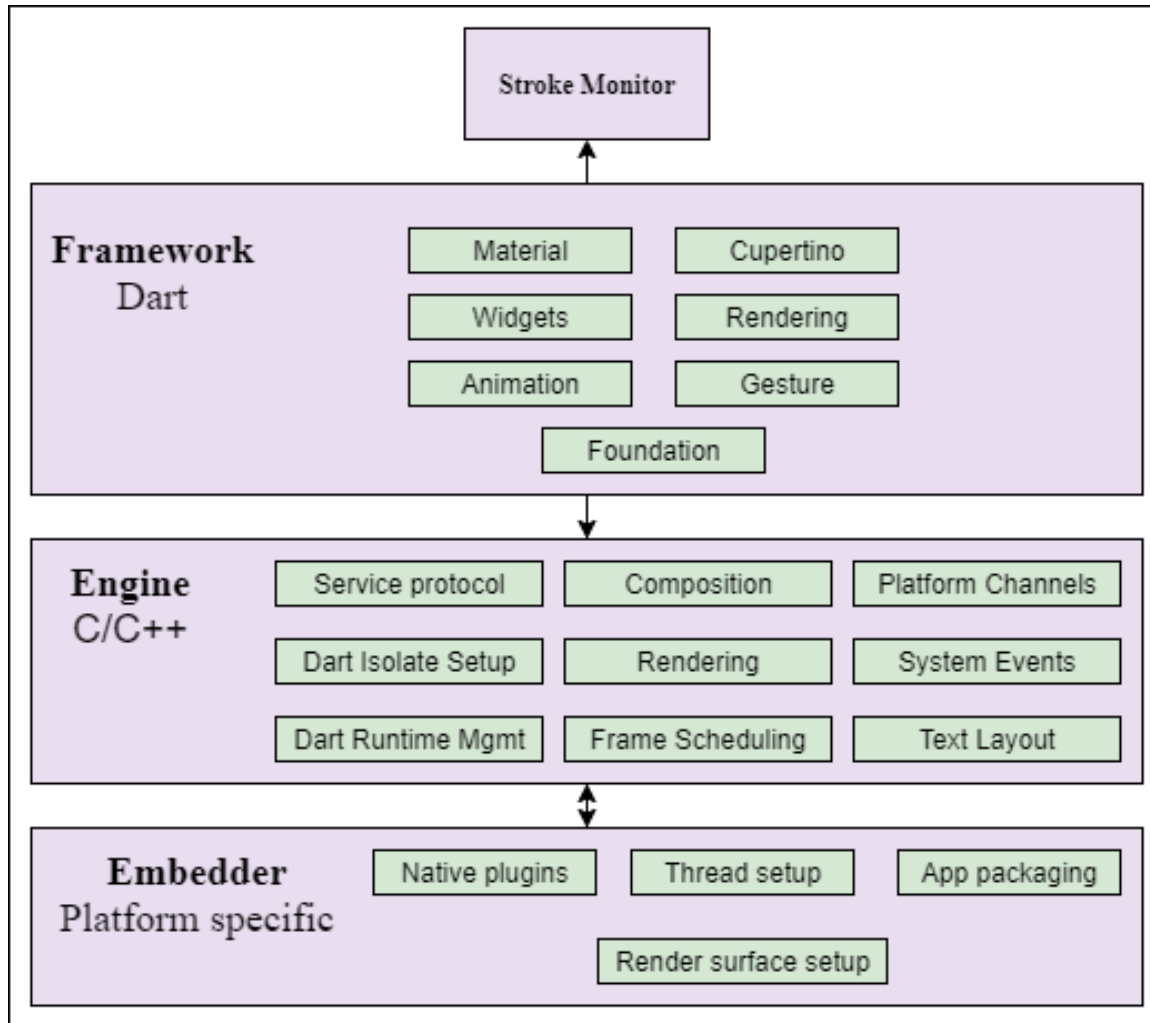 Stroke Monitor
Framework
Dart
Material
Cupertino
Widgets
Rendering
Animation
Gesture
Foundation
Engine
C/C++
Service protocol
Composition
Platform Channels
Dart Isolate Setup
Rendering
System Events
Dart Runtime Mgmt
Frame Scheduling
Text Layout
Embedder
Platform specific
Native plugins
Thread setup
App packaging
Render surface setup